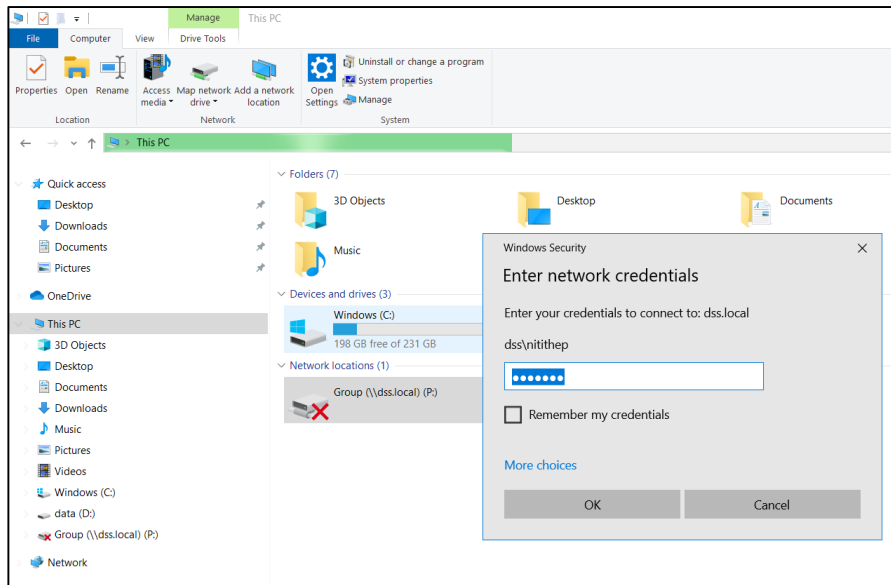 Manage
This PC
File
Computer
View
Drive Tools
Properties
Open
Rename
Access media
Map network drive
Add a network location
Open Settings
Uninstall or change a program
System properties
Manage
Location
Network
System
This PC
Quick access
Desktop
Downloads
Documents
Pictures
OneDrive
This PC
3D Objects
Desktop
Documents
Downloads
Music
Pictures
Videos
Windows (C:)
data (D:)
Group (\\dss.local) (P:)
Network
Folders (7)
3D Objects
Desktop
Documents
Music
Devices and drives (3)
Windows (C:)
198 GB free of 231 GB
Network locations (1)
Group (\\dss.local) (P:)
Windows Security
Enter network credentials
Enter your credentials to connect to: dss.local
dss\nitithep
●●●●●●●
Remember my credentials
More choices
OK
Cancel